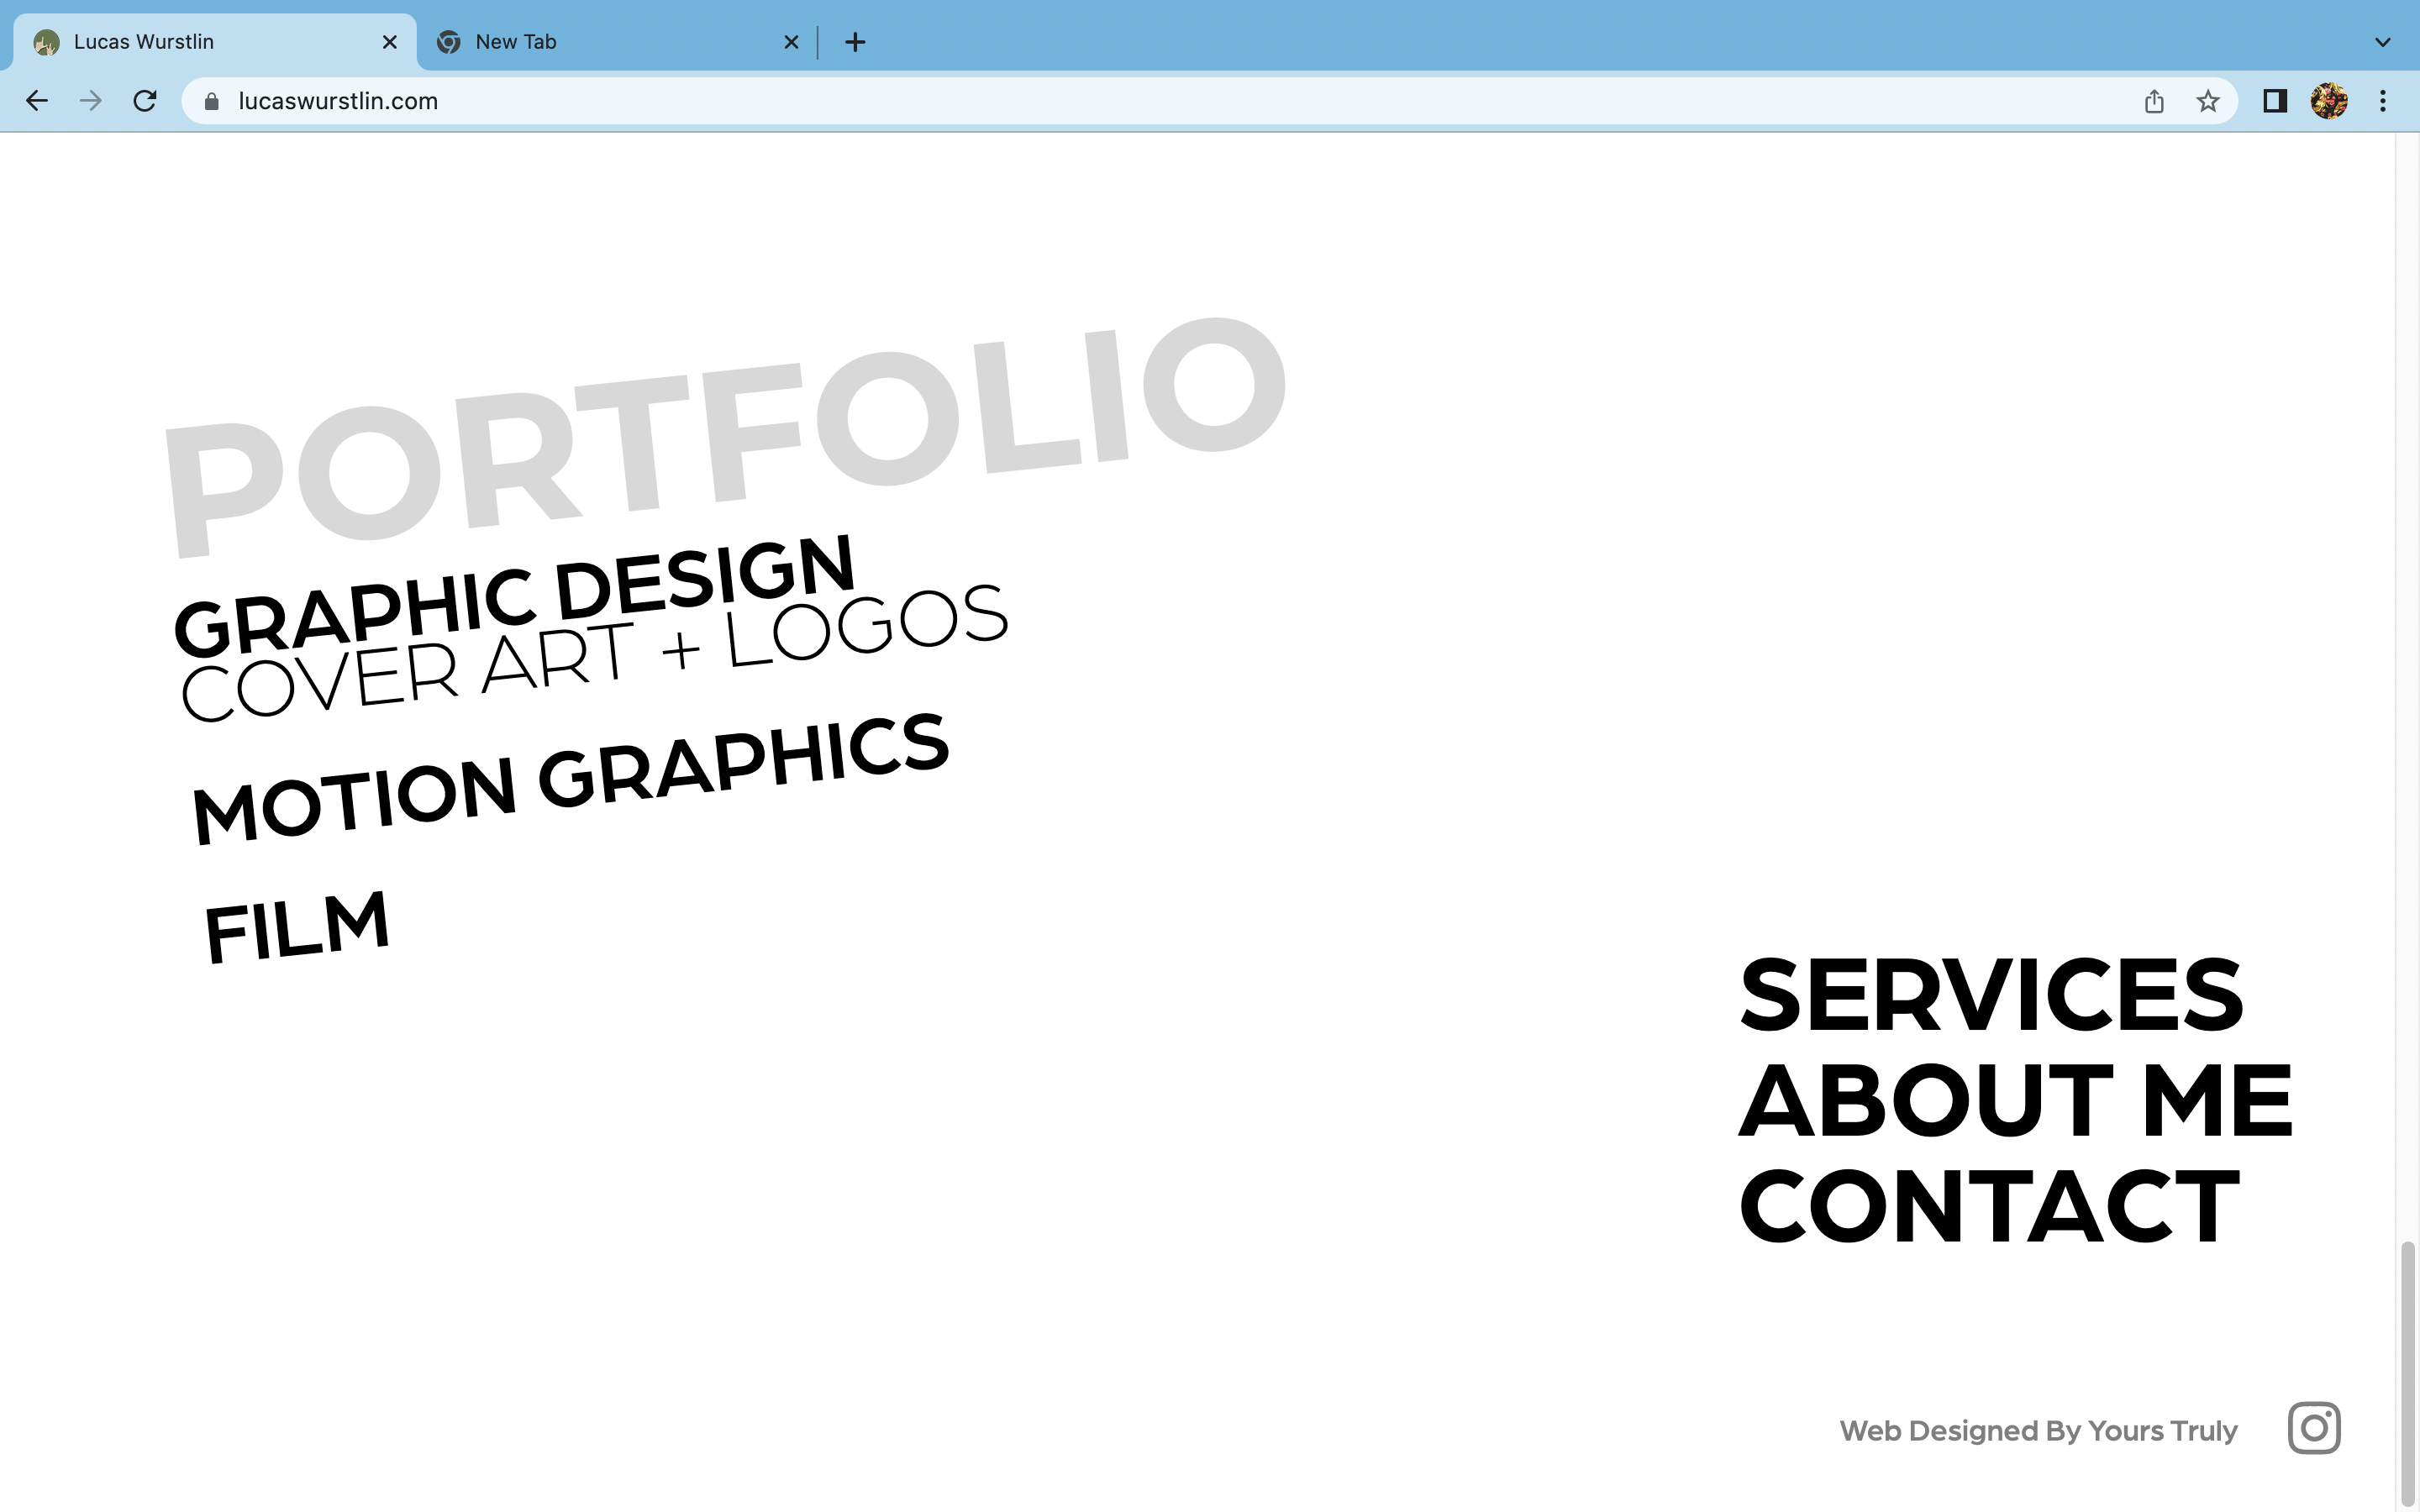 Lucas Wurstlin
New Tab
lucaswurstlin.com
PORTFOLIO
GRAPHIC DESIGN
COVER ART + LOGOS
MOTION GRAPHICS
FILM
SERVICES
ABOUT ME
CONTACT
Web Designed By Yours Truly